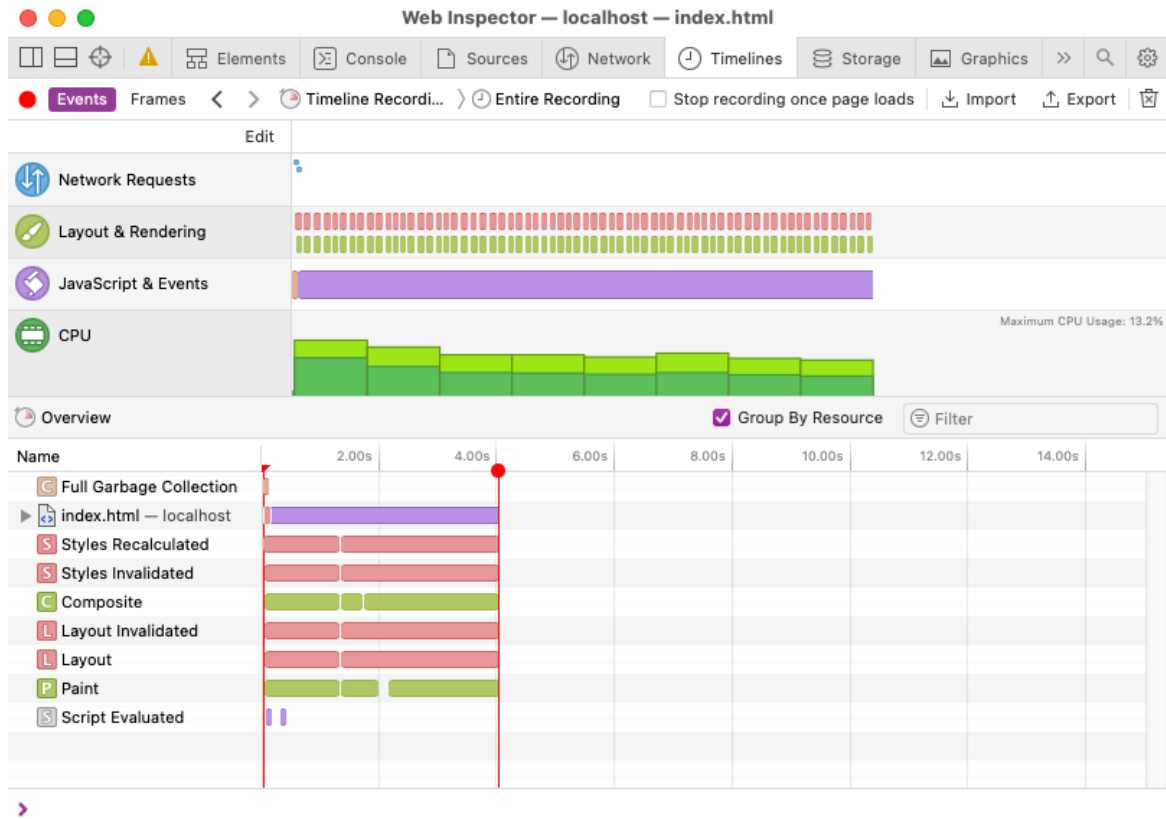 Web Inspector — localhost — index.html
Elements Console Sources Network Timelines Storage Graphics
Events Frames Timeline Recordi... Entire Recording Stop recording once page loads Import Export
Edit
Network Requests
Layout & Rendering
JavaScript & Events
CPU
Maximum CPU Usage: 13.2%
Overview Group By Resource Filter
Name 2.00s 4.00s 6.00s 8.00s 10.00s 12.00s 14.00s
C Full Garbage Collection
index.html — localhost
S Styles Recalculated
S Styles Invalidated
C Composite
L Layout Invalidated
L Layout
P Paint
S Script Evaluated